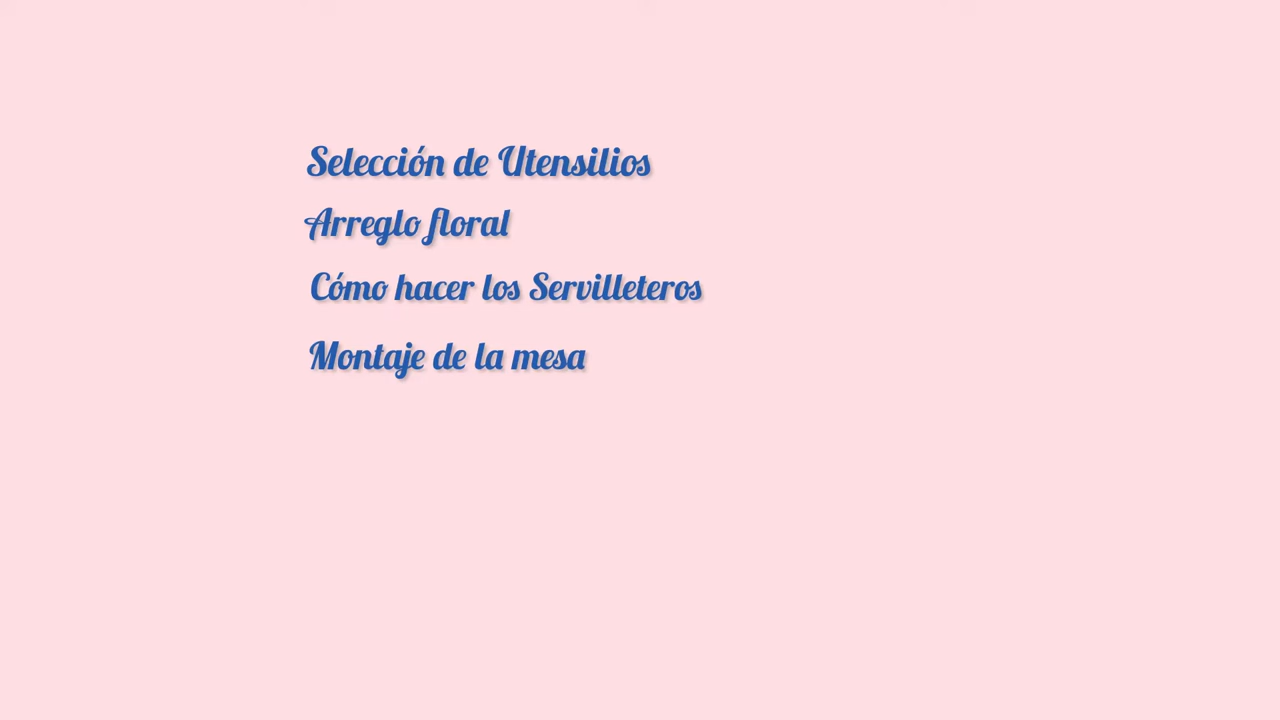 Selección de Utensilios
Arreglo floral
Cómo hacer los Servilleteros
Montaje de la mesa